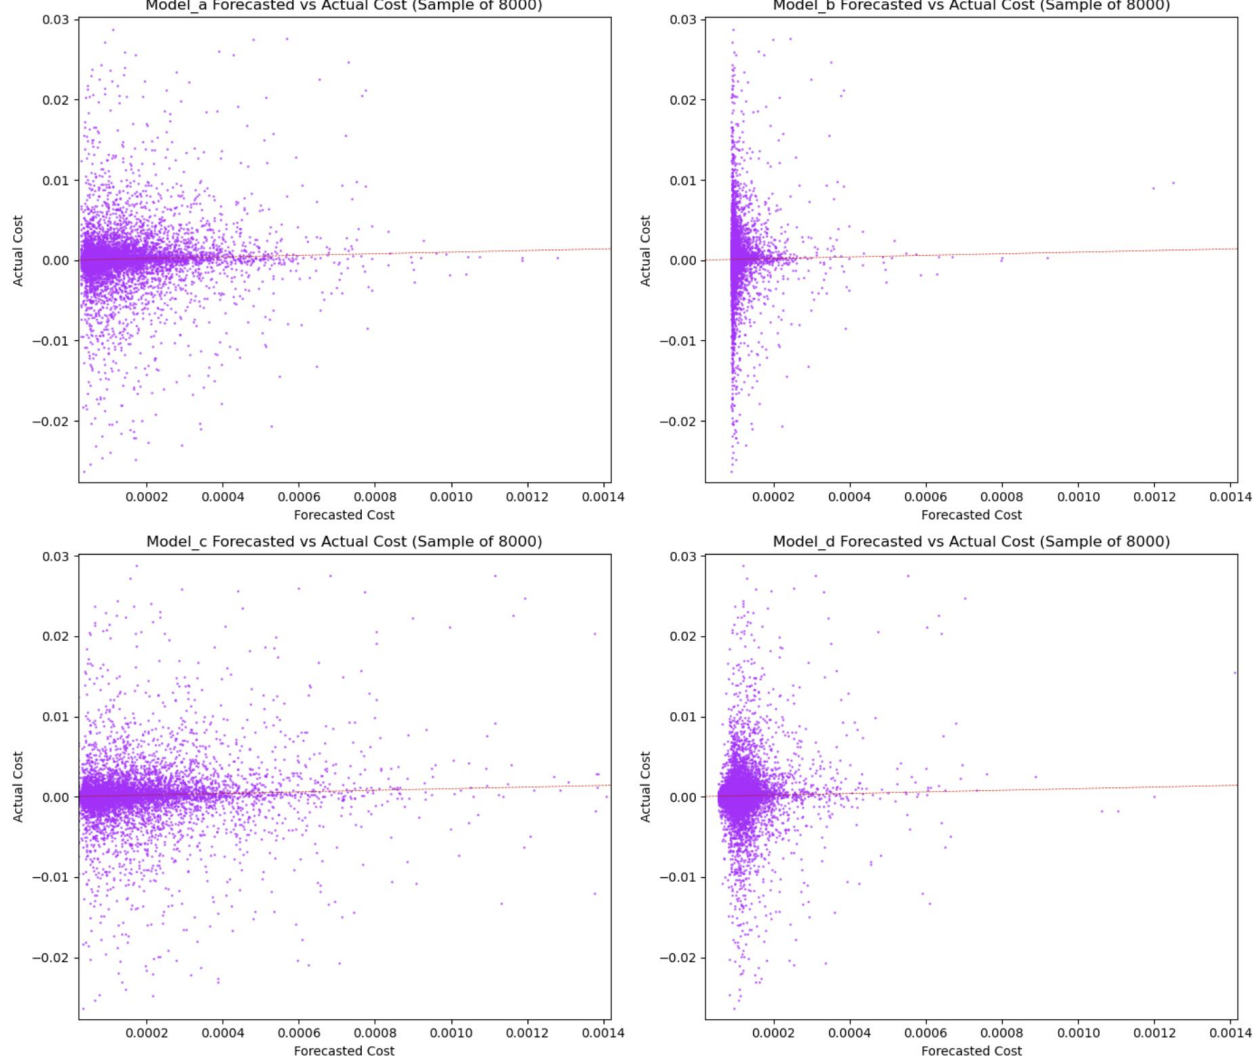 Model_a Forecasted vs Actual Cost (Sample of 8000)
0.03
0.02
0.01
0.00
−0.01
−0.02
Actual Cost
0.0002 0.0004 0.0006 0.0008 0.0010 0.0012 0.0014
Forecasted Cost
Model_b Forecasted vs Actual Cost (Sample of 8000)
0.03
0.02
0.01
0.00
−0.01
−0.02
Actual Cost
0.0002 0.0004 0.0006 0.0008 0.0010 0.0012 0.0014
Forecasted Cost
Model_c Forecasted vs Actual Cost (Sample of 8000)
0.03
0.02
0.01
0.00
−0.01
−0.02
Actual Cost
0.0002 0.0004 0.0006 0.0008 0.0010 0.0012 0.0014
Forecasted Cost
Model_d Forecasted vs Actual Cost (Sample of 8000)
0.03
0.02
0.01
0.00
−0.01
−0.02
Actual Cost
0.0002 0.0004 0.0006 0.0008 0.0010 0.0012 0.0014
Forecasted Cost